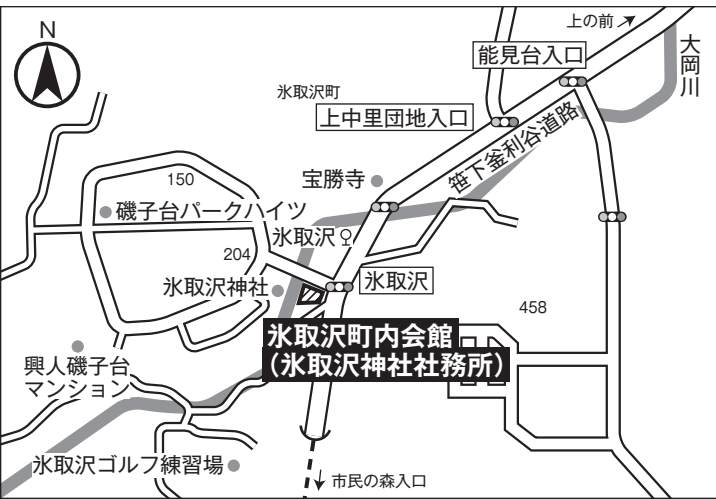 N
上の前
能見台入口
大岡川
氷取沢町
上中里団地入口
笹下釜利谷道路
150
宝勝寺
磯子台パークハイツ
氷取沢
204
氷取沢神社
氷取沢
458
氷取沢町内会館
（氷取沢神社社務所）
興人磯子台
マンション
氷取沢ゴルフ練習場
市民の森入口